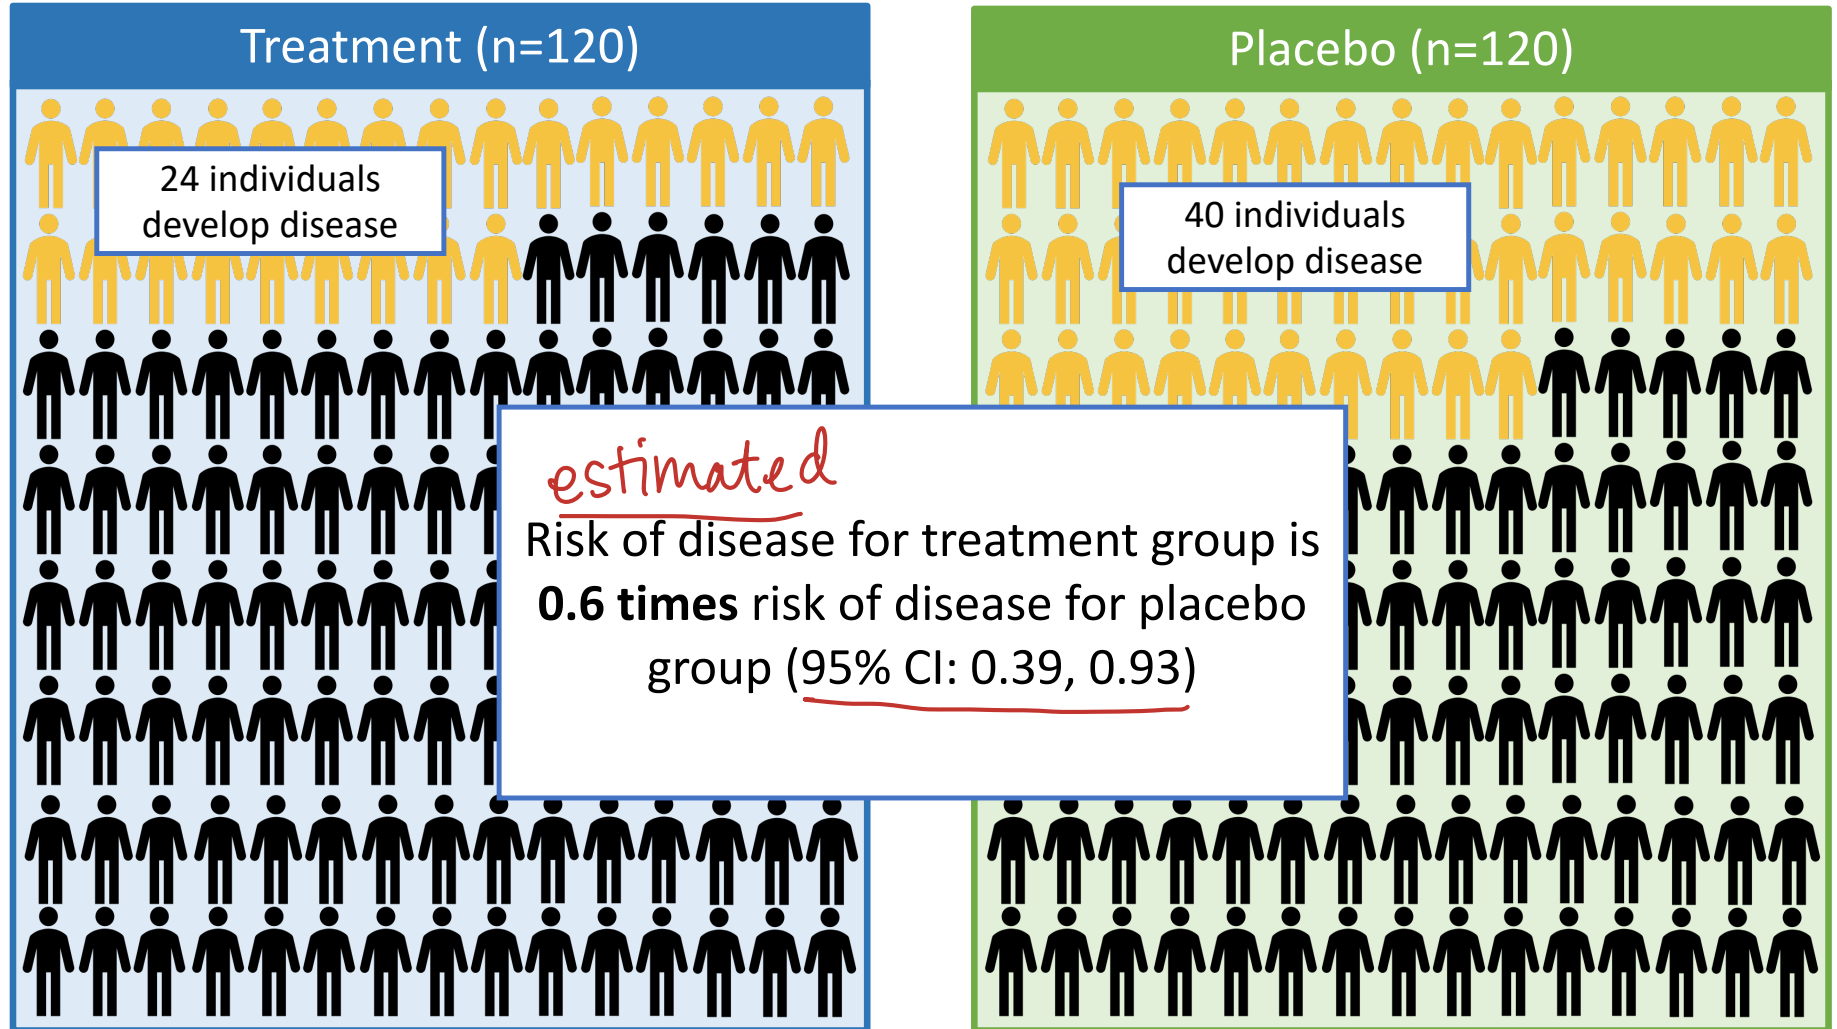 Treatment (n=120)
Placebo (n=120)
24 individuals
develop disease
40 individuals
develop disease
estimated
Risk of disease for treatment group is
0.6 times risk of disease for placebo
group (95% CI: 0.39, 0.93)